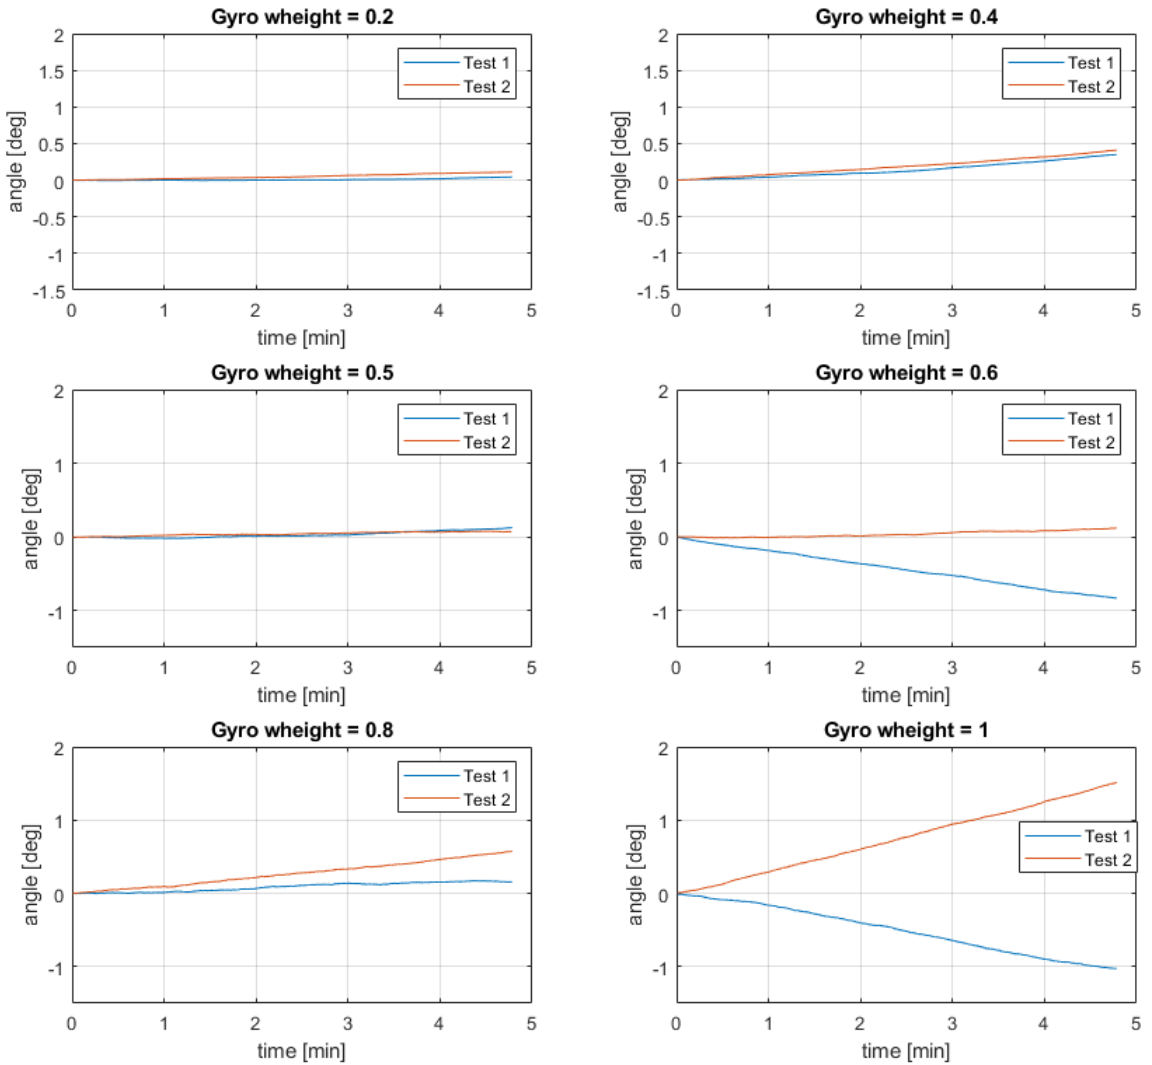 Gyro wheight = 0.2
2
1.5
1
0.5
0
-0.5
-1
-1.5
angle [deg]
Test 1
Test 2
0 1 2 3 4 5
time [min]
Gyro wheight = 0.4
2
1.5
1
0.5
0
-0.5
-1
-1.5
angle [deg]
Test 1
Test 2
0 1 2 3 4 5
time [min]
Gyro wheight = 0.5
2
1
0
-1
angle [deg]
Test 1
Test 2
0 1 2 3 4 5
time [min]
Gyro wheight = 0.6
2
1
0
-1
angle [deg]
Test 1
Test 2
0 1 2 3 4 5
time [min]
Gyro wheight = 0.8
2
1
0
-1
angle [deg]
Test 1
Test 2
0 1 2 3 4 5
time [min]
Gyro wheight = 1
2
1
0
-1
angle [deg]
Test 1
Test 2
0 1 2 3 4 5
time [min]